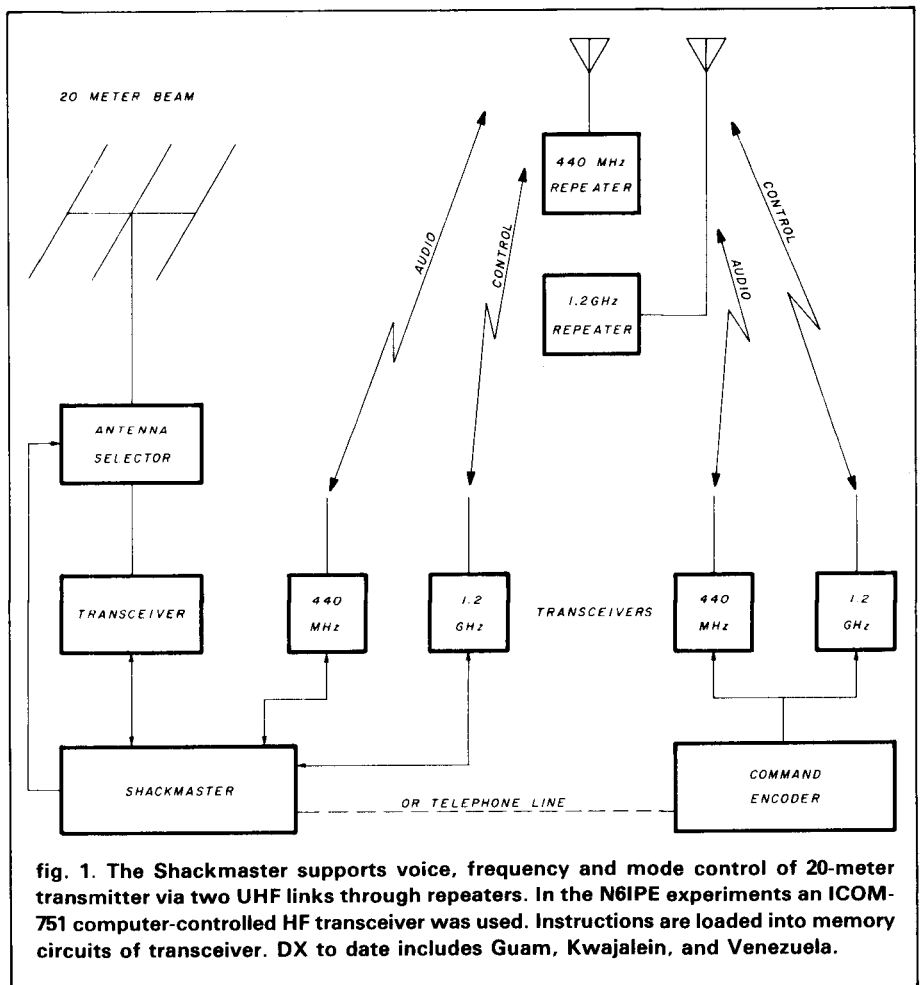 20 METER BEAM
440 MHz
REPEATER
1.2GHz
REPEATER
AUDIO
CONTROL
AUDIO
CONTROL
ANTENNA
SELECTOR
TRANSCEIVER
440
MHz
1.2
GHz
TRANSCEIVERS
440
MHz
1.2
GHz
SHACKMASTER
OR TELEPHONE LINE
COMMAND
ENCODER
fig. 1. The Shackmaster supports voice, frequency and mode control of 20-meter
transmitter via two UHF links through repeaters. In the N6IPE experiments an ICOM-
751 computer-controlled HF transceiver was used. Instructions are loaded into memory
circuits of transceiver. DX to date includes Guam, Kwajalein, and Venezuela.